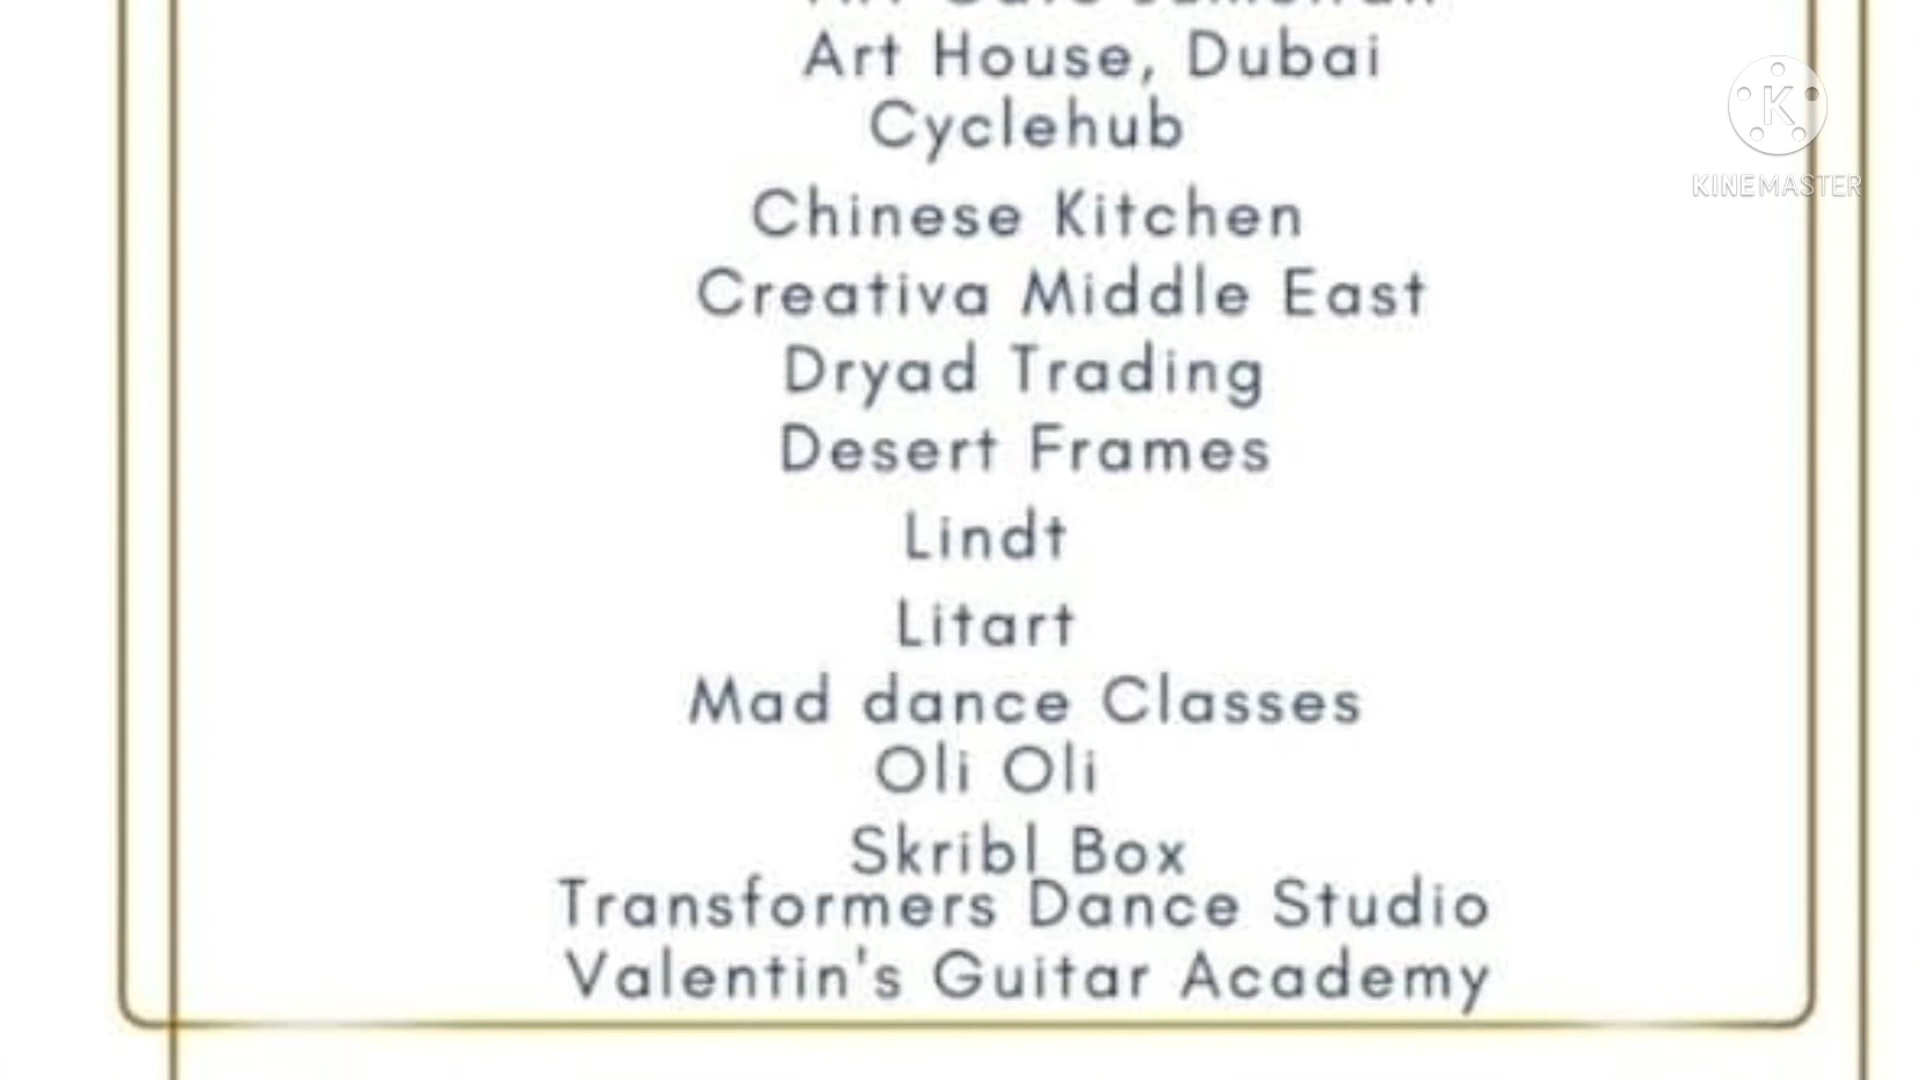 Art House, Dubai
Cyclehub
Chinese Kitchen
Creativa Middle East
Dryad Trading
Desert Frames
Lindt
Litart
Mad dance Classes
Oli Oli
Skribl Box
Transformers Dance Studio
Valentin's Guitar Academy
K
KINEMASTER